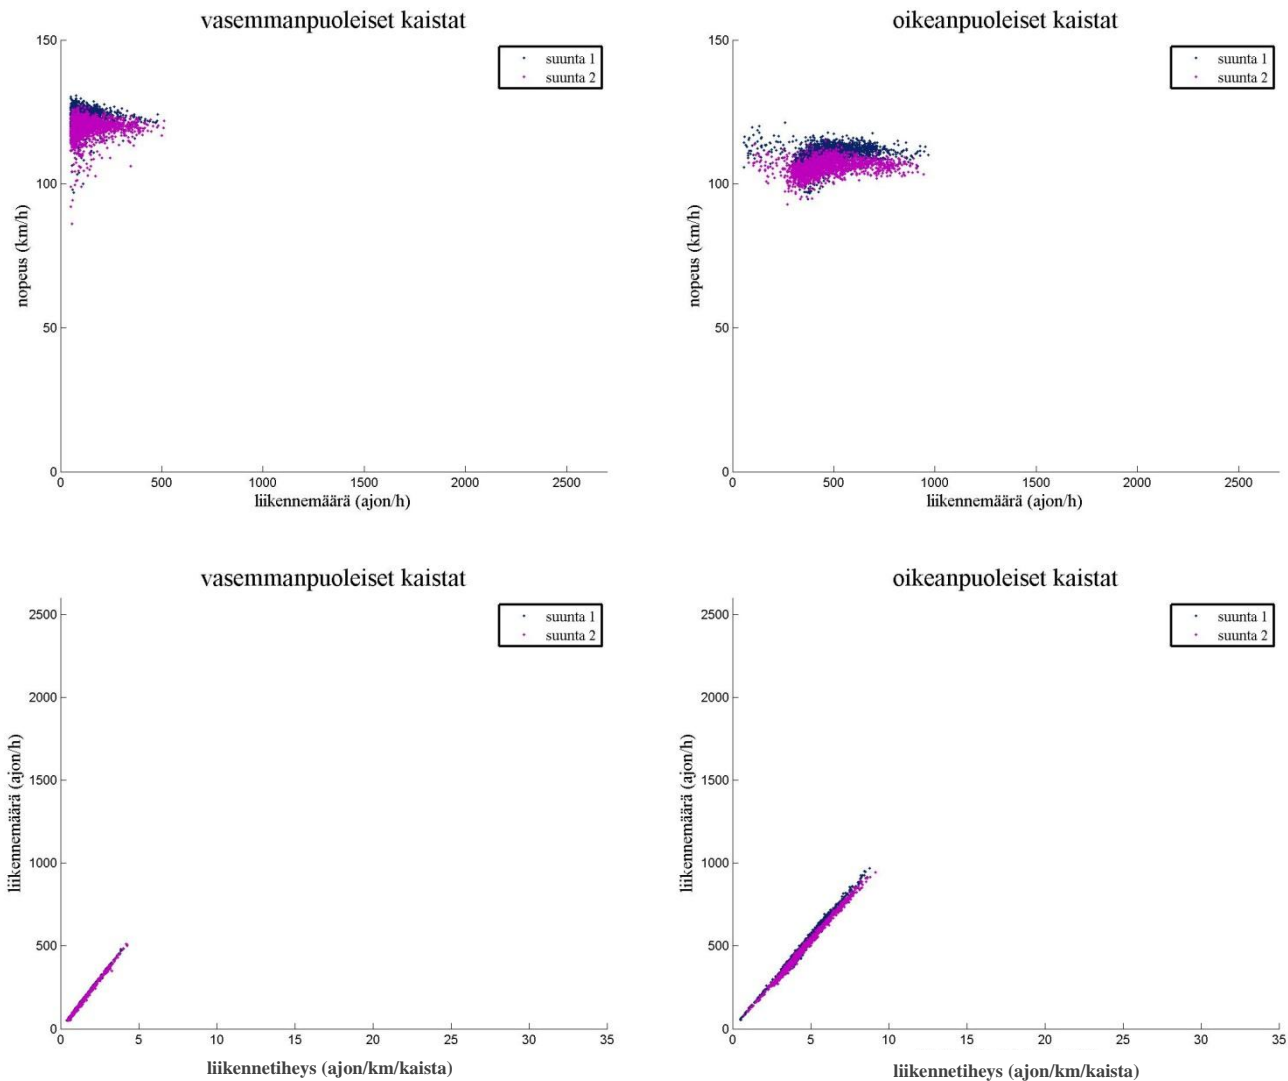 vasemmanpuoleiset kaistat
150
100
50
0
nopeus (km/h)
suunta 1
suunta 2
0 500 1000 1500 2000 2500
liikennemäärä (ajon/h)
oikeanpuoleiset kaistat
150
100
50
0
nopeus (km/h)
suunta 1
suunta 2
0 500 1000 1500 2000 2500
liikennemäärä (ajon/h)
vasemmanpuoleiset kaistat
2500
2000
1500
1000
500
0
liikennemäärä (ajon/h)
suunta 1
suunta 2
0 5 10 15 20 25 30 35
liikennetiheys (ajon/km/kaista)
oikeanpuoleiset kaistat
2500
2000
1500
1000
500
0
liikennemäärä (ajon/h)
suunta 1
suunta 2
0 5 10 15 20 25 30 35
liikennetiheys (ajon/km/kaista)